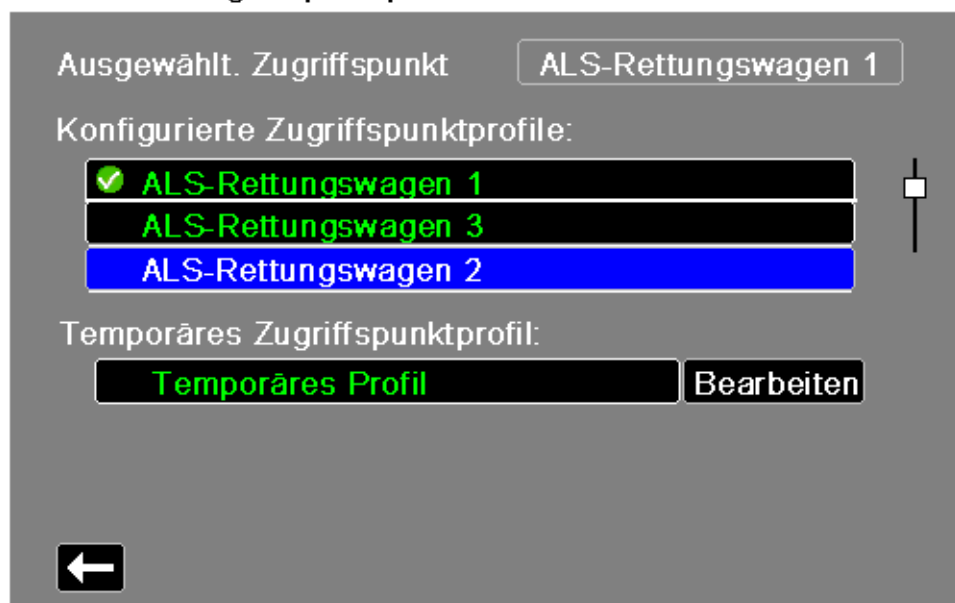 Ausgewählt. Zugriffspunkt ALS-Rettungswagen 1
Konfigurierte Zugriffspunktprofile:
ALS-Rettungswagen 1
ALS-Rettungswagen 3
ALS-Rettungswagen 2
Temporäres Zugriffspunktprofil:
Temporäres Profil Bearbeiten